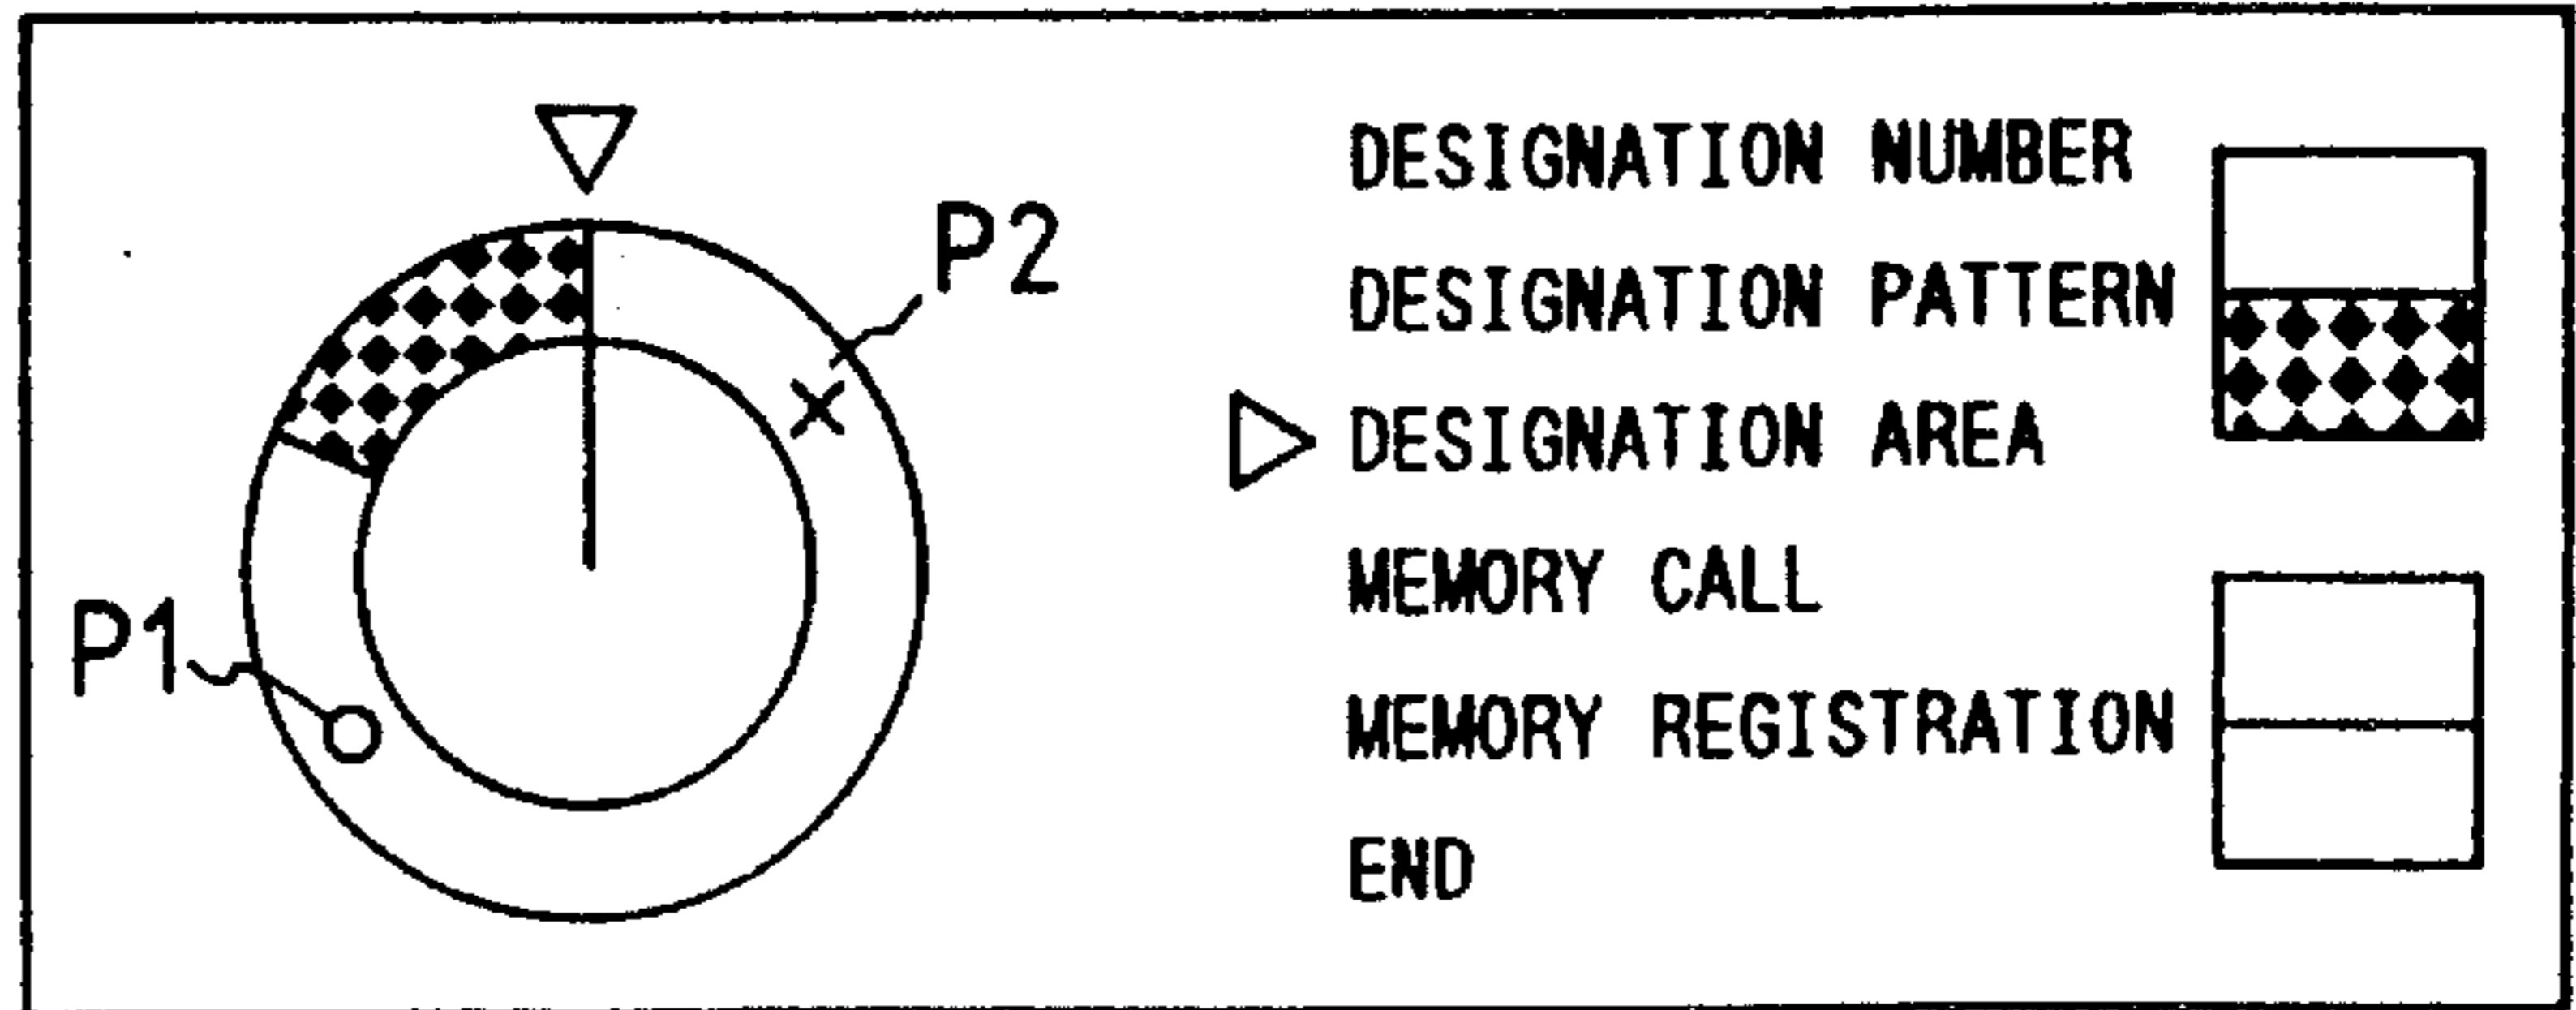 P2
P1
DESIGNATION NUMBER
DESIGNATION PATTERN
DESIGNATION AREA
MEMORY CALL
MEMORY REGISTRATION
END